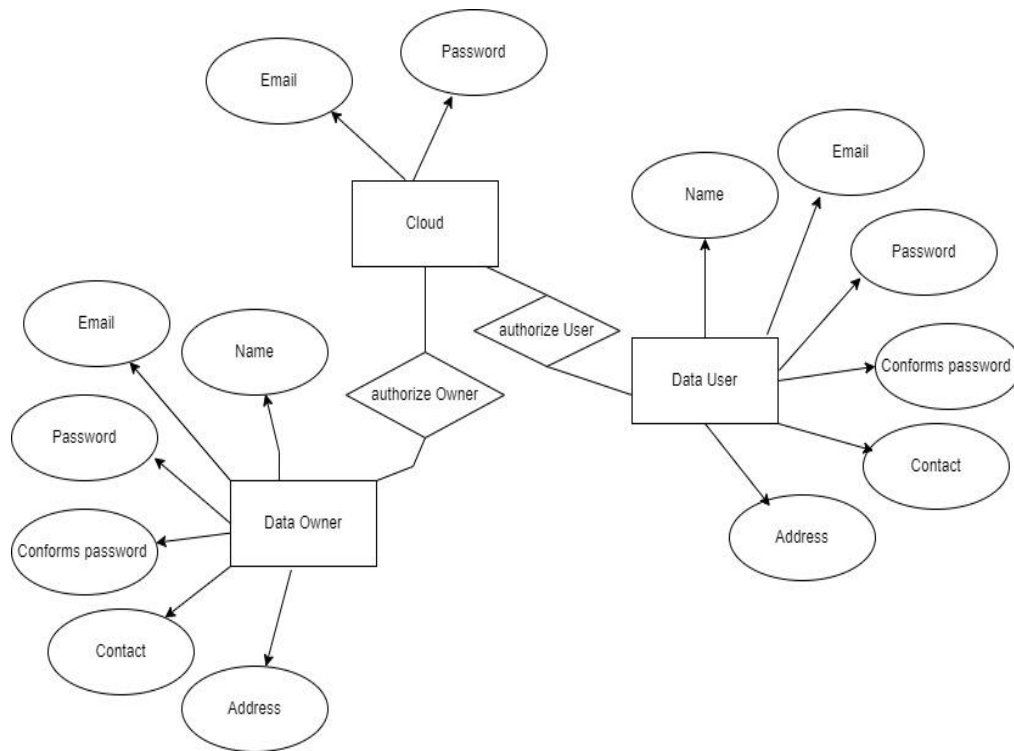 Password
Email
Email
Name
Cloud
Password
Email
Name
authorize User
Conforms password
Data User
authorize Owner
Password
Contact
Data Owner
Address
Conforms password
Contact
Address